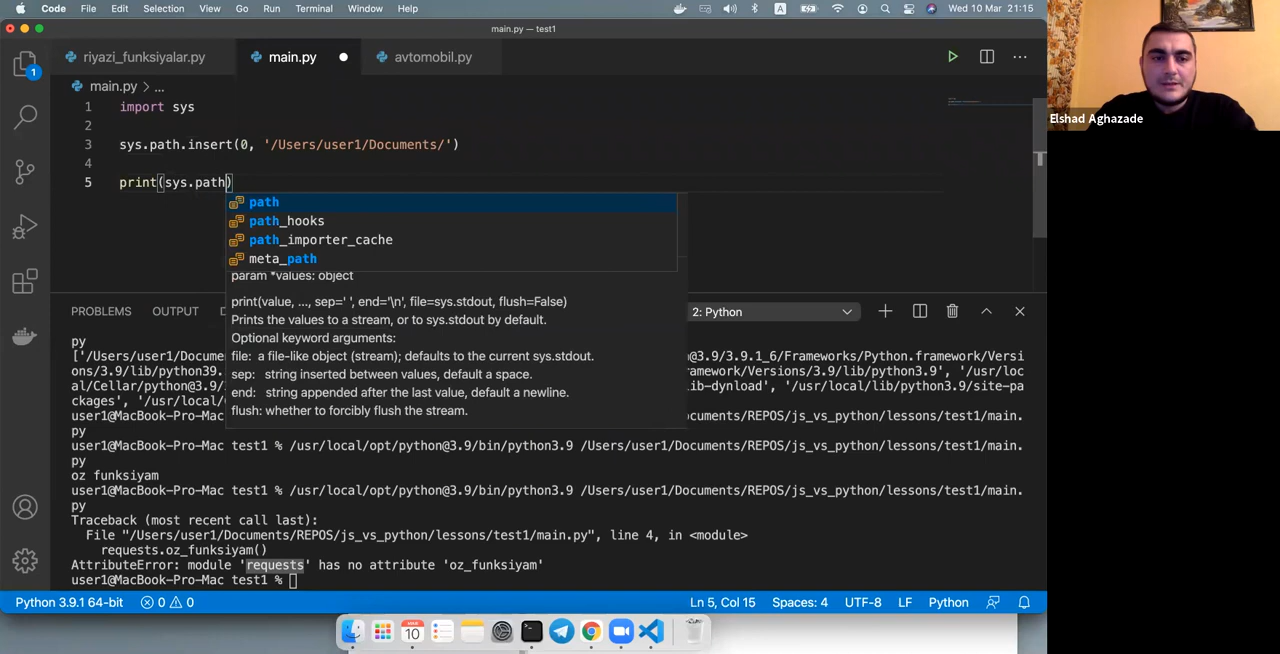 Code File Edit Selection View Go Run Terminal Window Help A Wed 10 Mar 21:15
main.py — test1
riyazi_funksiyalar.py main.py avtomobil.py
1
main.py > ...
1 import sys
2
3 sys.path.insert(0, '/Users/user1/Documents/')
4
5 print(sys.path)
path
path_hooks
path_importer_cache
meta_path
param *values: object
print(value, ..., sep=' ', end='\n', file=sys.stdout, flush=False)
Prints the values to a stream, or to sys.stdout by default.
Optional keyword arguments:
file: a file-like object (stream); defaults to the current sys.stdout.
sep: string inserted between values, default a space.
end: string appended after the last value, default a newline.
flush: whether to forcibly flush the stream.
PROBLEMS OUTPUT D 2: Python
py
['/Users/user1/Docume @3.9/3.9.1_6/Frameworks/Python.framework/Versi
ons/3.9/lib/python39. ramework/Versions/3.9/lib/python3.9', '/usr/loc
al/Cellar/python@3.9/ ib-dynload', '/usr/local/lib/python3.9/site-pa
ckages', '/usr/local/
user1@MacBook-Pro-Mac cuments/REPOS/js_vs_python/lessons/test1/main.
py
user1@MacBook-Pro-Mac test1 % /usr/local/opt/python@3.9/bin/python3.9 /Users/user1/Documents/REPOS/js_vs_python/lessons/test1/main.
py
oz funksiyam
user1@MacBook-Pro-Mac test1 % /usr/local/opt/python@3.9/bin/python3.9 /Users/user1/Documents/REPOS/js_vs_python/lessons/test1/main.
py
Traceback (most recent call last):
File "/Users/user1/Documents/REPOS/js_vs_python/lessons/test1/main.py", line 4, in <module>
requests.oz_funksiyam()
AttributeError: module 'requests' has no attribute 'oz_funksiyam'
user1@MacBook-Pro-Mac test1 %
Python 3.9.1 64-bit 0 0 Ln 5, Col 15 Spaces: 4 UTF-8 LF Python
10
Elshad Aghazade